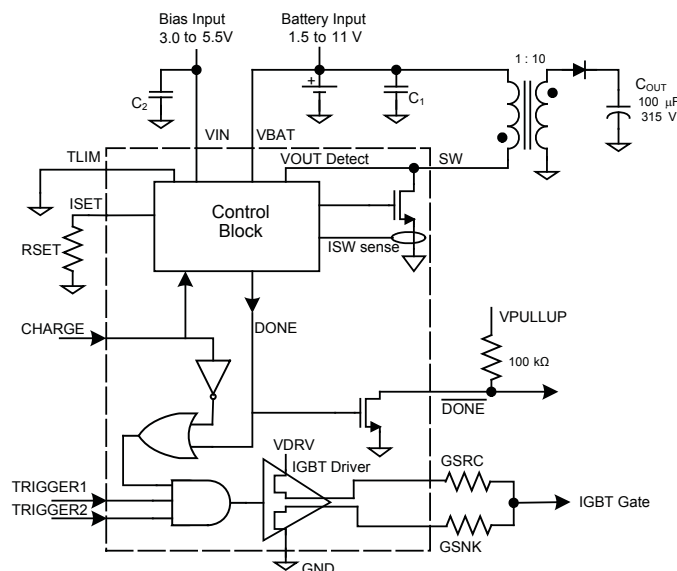 Bias Input
3.0 to 5.5V
Battery Input
1.5 to 11 V
1 : 10
+
C2
C1
COUT
100 µF
315 V
VIN
VBAT
TLIM
VOUT Detect
SW
ISET
Control
Block
RSET
ISW sense
CHARGE
DONE
VPULLUP
100 kΩ
DONE
VDRV
IGBT Driver
GSRC
TRIGGER1
TRIGGER2
IGBT Gate
GSNK
GND